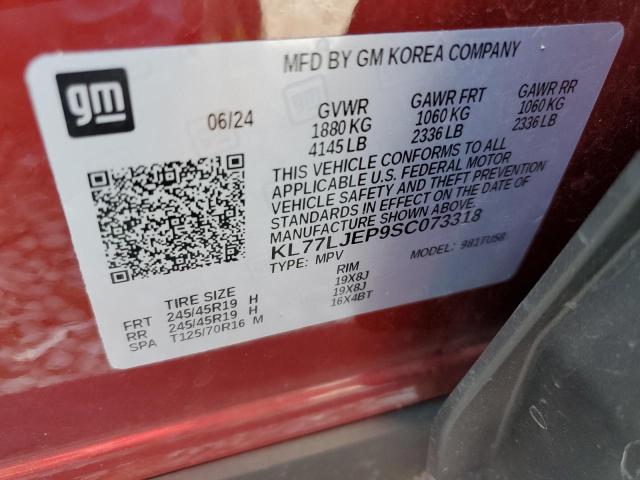 MFD BY GM KOREA COMPANY
gm
06/24
GVWR GAWR FRT GAWR RR
1880 KG 1060 KG 1060 KG
4145 LB 2336 LB 2336 LB
THIS VEHICLE CONFORMS TO ALL
APPLICABLE U.S. FEDERAL MOTOR
VEHICLE SAFETY AND THEFT PREVENTION
STANDARDS IN EFFECT ON THE DATE OF
MANUFACTURE SHOWN ABOVE.
KL77LJEP9SC073318
TYPE: MPV MODEL: 981TU58
TIRE SIZE RIM
FRT 245/45R19 H 19X8J
RR 245/45R19 H 19X8J
SPA T125/70R16 M 16X4BT